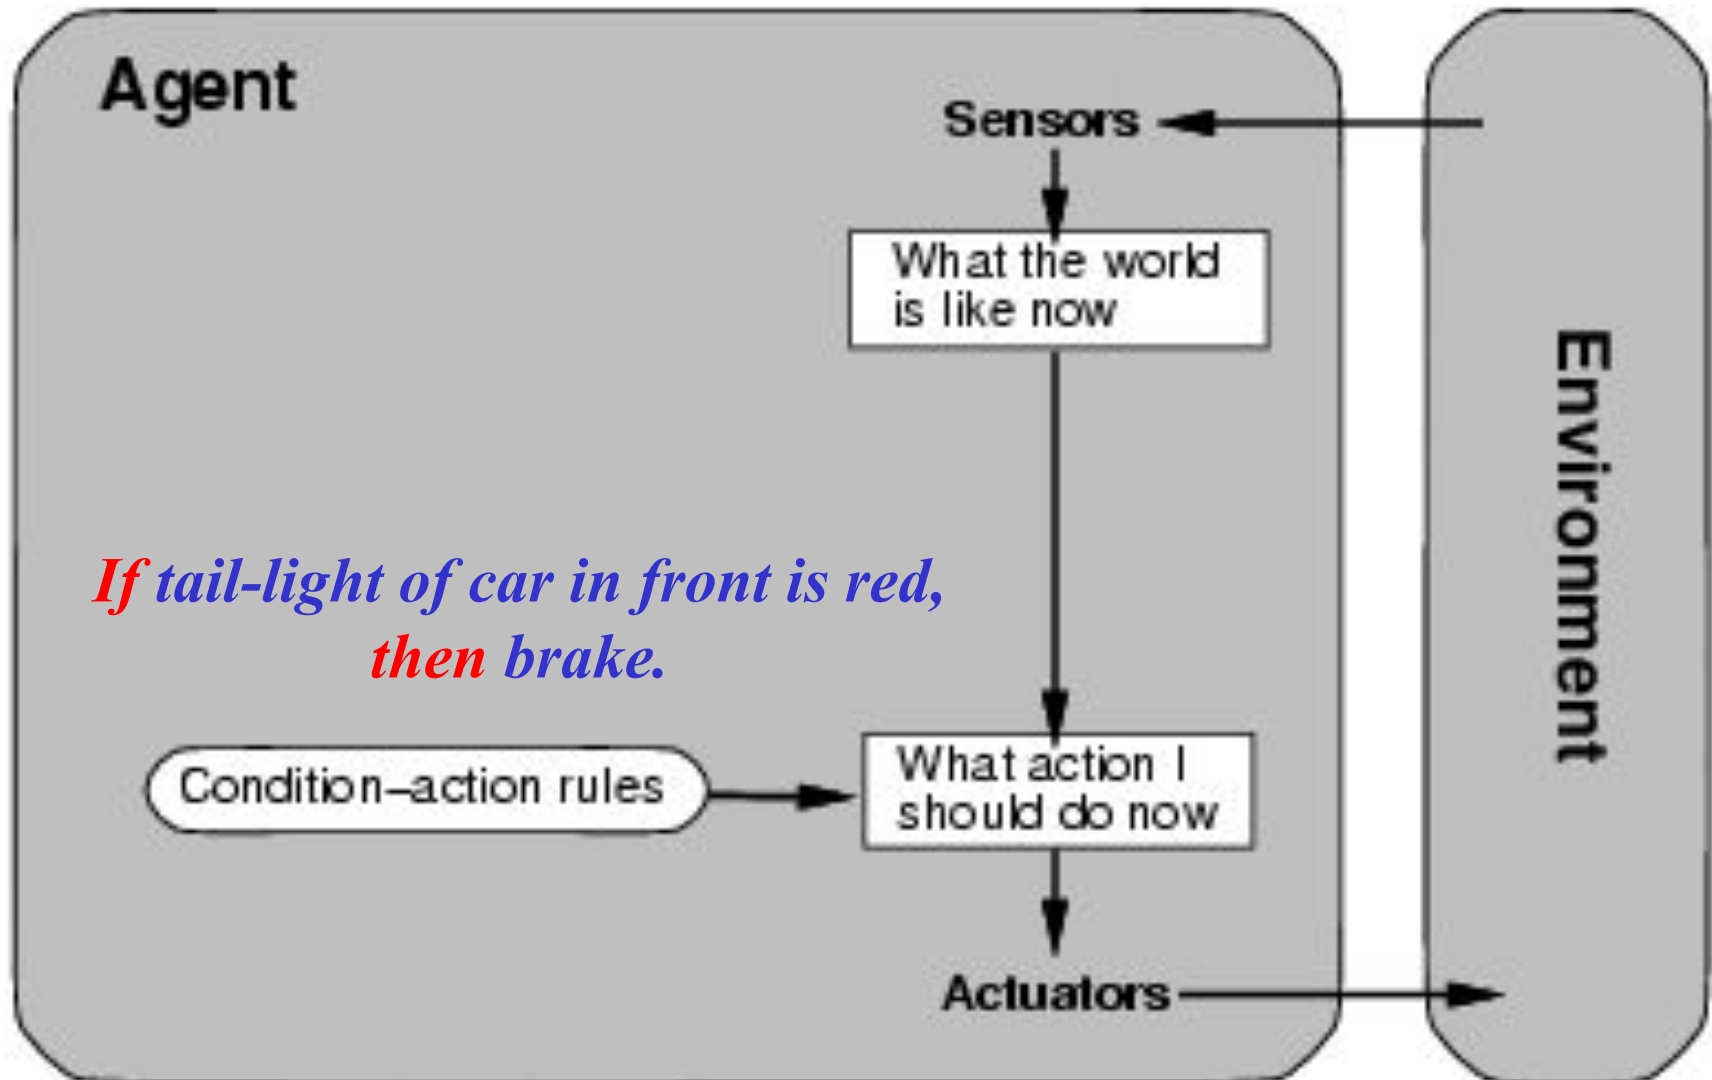 Agent
Sensors
What the world
is like now
Environment
If tail-light of car in front is red,
then brake.
Condition–action rules
What action I
should do now
Actuators